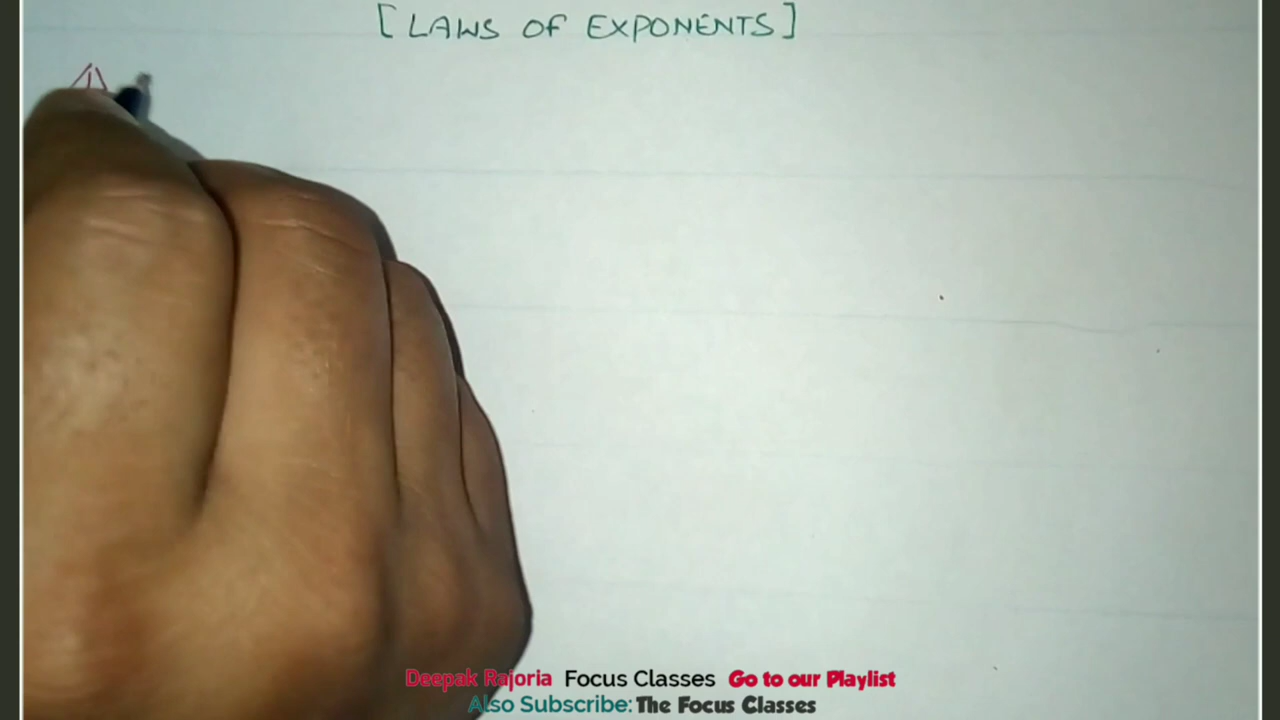 [LAWS OF EXPONENTS]
Deepak Rajoria Focus Classes Go to our Playlist
Also Subscribe: The Focus Classes